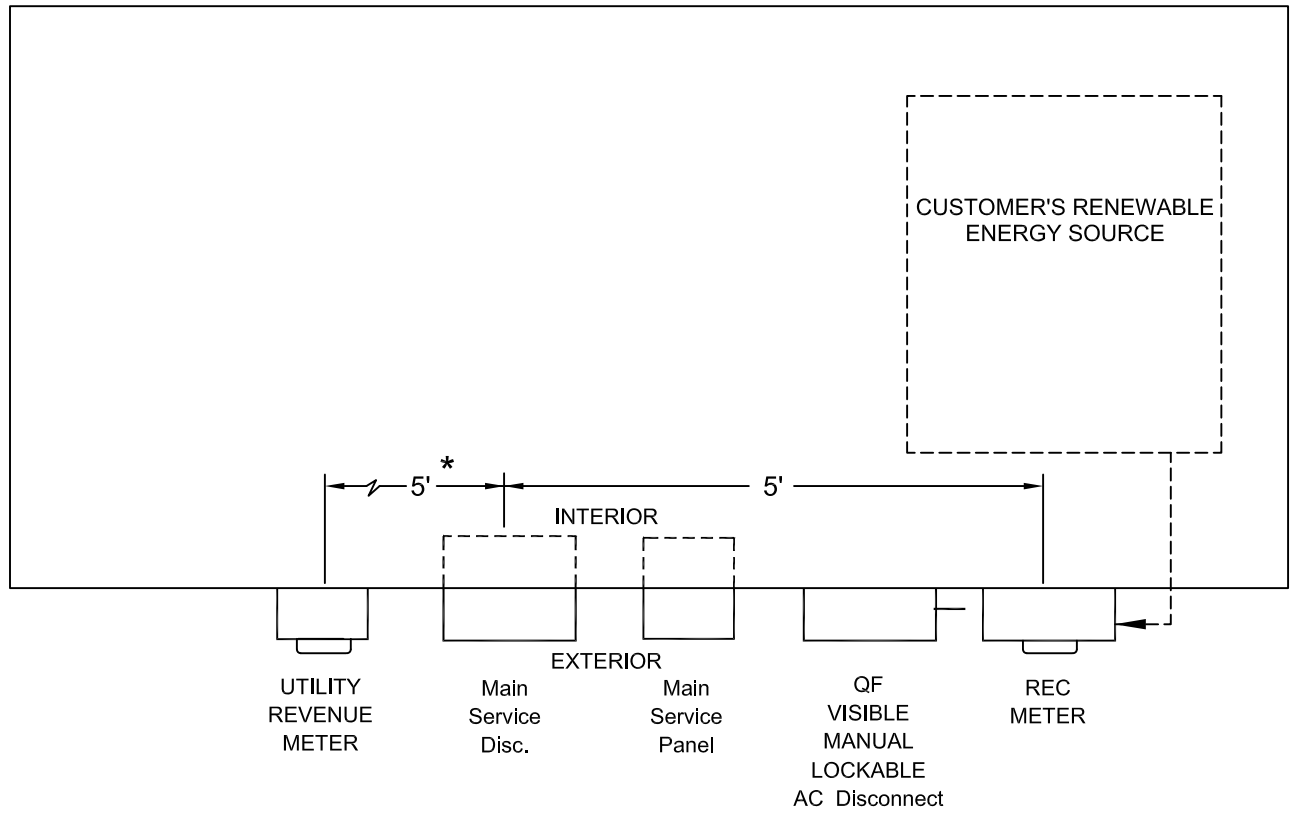 CUSTOMER'S RENEWABLE
ENERGY SOURCE
5' *
5'
INTERIOR
EXTERIOR
UTILITY
REVENUE
METER
Main
Service
Disc.
Main
Service
Panel
QF
VISIBLE
MANUAL
LOCKABLE
AC Disconnect
REC
METER